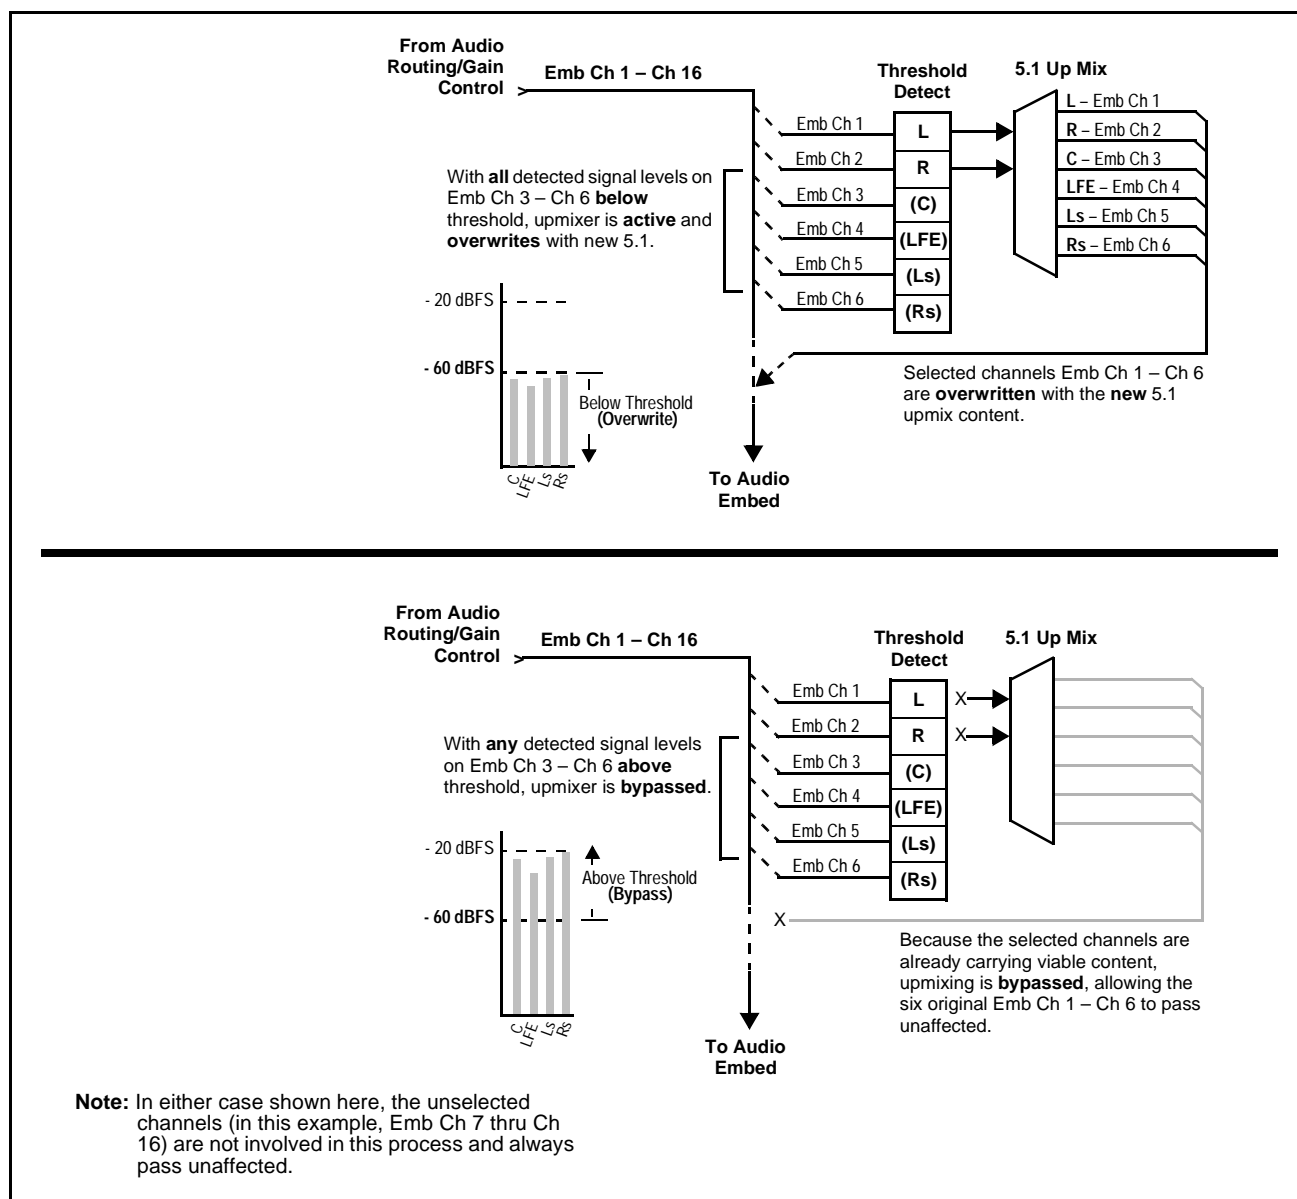 From Audio
Routing/Gain
Control
>
Emb Ch 1 – Ch 16
Threshold
Detect
5.1 Up Mix
Emb Ch 1
Emb Ch 2
Emb Ch 3
Emb Ch 4
Emb Ch 5
Emb Ch 6
L
R
(C)
(LFE)
(Ls)
(Rs)
L – Emb Ch 1
R – Emb Ch 2
C – Emb Ch 3
LFE – Emb Ch 4
Ls – Emb Ch 5
Rs – Emb Ch 6
With all detected signal levels on
Emb Ch 3 – Ch 6 below
threshold, upmixer is active and
overwrites with new 5.1.
- 20 dBFS
- 60 dBFS
Below Threshold
(Overwrite)
C
LFE
Ls
Rs
Selected channels Emb Ch 1 – Ch 6
are overwritten with the new 5.1
upmix content.
To Audio
Embed
From Audio
Routing/Gain
Control
>
Emb Ch 1 – Ch 16
Threshold
Detect
5.1 Up Mix
Emb Ch 1
Emb Ch 2
Emb Ch 3
Emb Ch 4
Emb Ch 5
Emb Ch 6
L
R
(C)
(LFE)
(Ls)
(Rs)
X
X
With any detected signal levels
on Emb Ch 3 – Ch 6 above
threshold, upmixer is bypassed.
- 20 dBFS
- 60 dBFS
Above Threshold
(Bypass)
C
LFE
Ls
Rs
X
Because the selected channels are
already carrying viable content,
upmixing is bypassed, allowing the
six original Emb Ch 1 – Ch 6 to pass
unaffected.
To Audio
Embed
Note: In either case shown here, the unselected
channels (in this example, Emb Ch 7 thru Ch
16) are not involved in this process and always
pass unaffected.